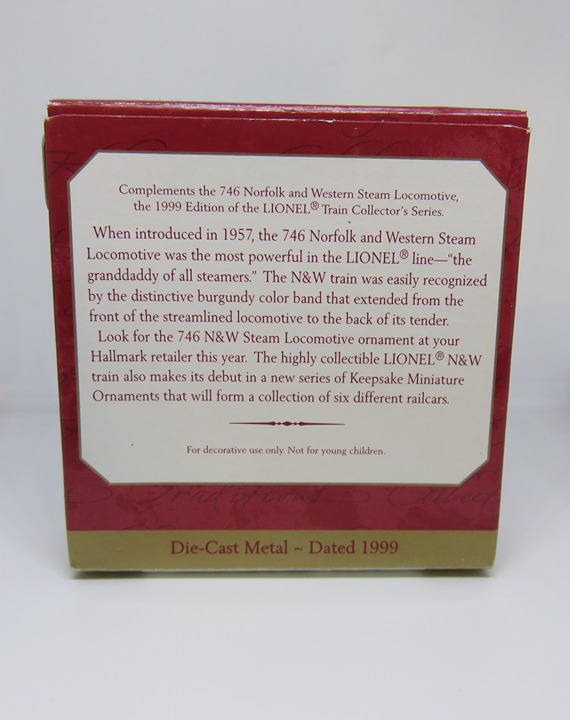 Complements the 746 Norfolk and Western Steam Locomotive,
the 1999 Edition of the LIONEL® Train Collector's Series.
When introduced in 1957, the 746 Norfolk and Western Steam
Locomotive was the most powerful in the LIONEL® line—“the
granddaddy of all steamers.” The N&W train was easily recognized
by the distinctive burgundy color band that extended from the
front of the streamlined locomotive to the back of its tender.
Look for the 746 N&W Steam Locomotive ornament at your
Hallmark retailer this year. The highly collectible LIONEL® N&W
train also makes its debut in a new series of Keepsake Miniature
Ornaments that will form a collection of six different railcars.
For decorative use only. Not for young children.
Traditions
Die-Cast Metal ~ Dated 1999